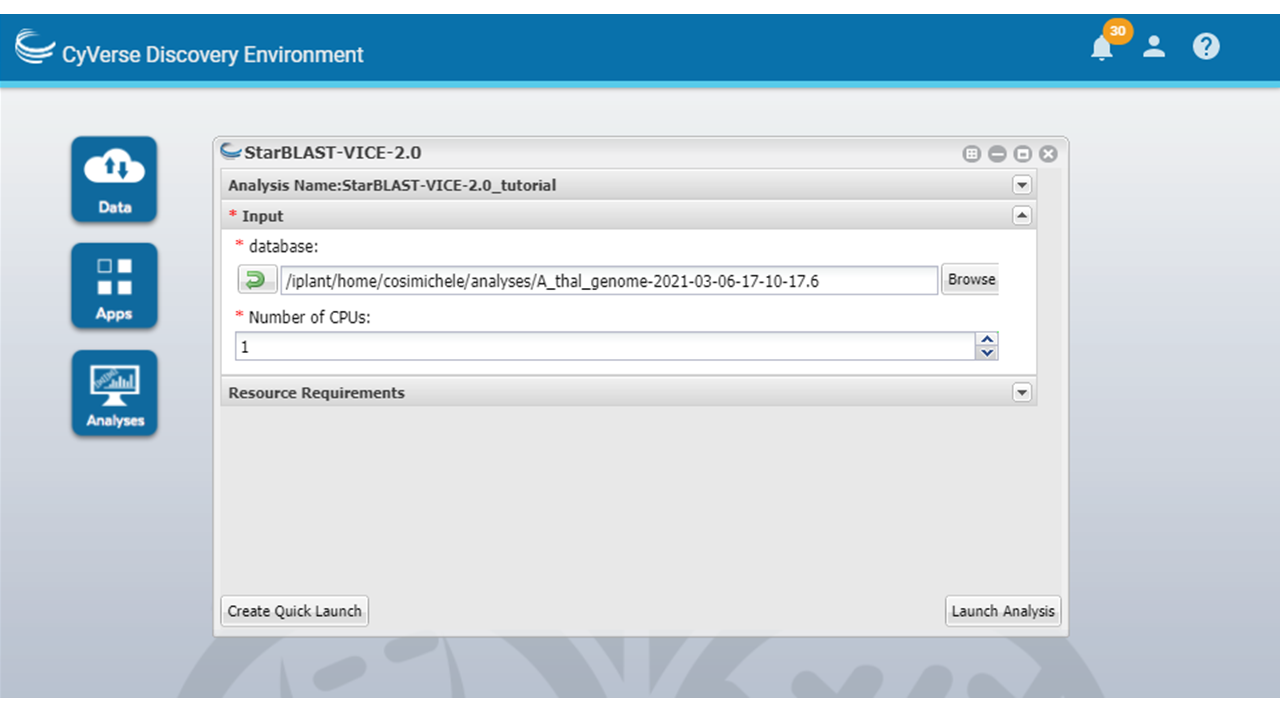 CyVerse Discovery Environment
30
Data
Apps
Analyses
StarBLAST-VICE-2.0
Analysis Name:StarBLAST-VICE-2.0_tutorial
* Input
* database:
/iplant/home/cosimichele/analyses/A_thal_genome-2021-03-06-17-10-17.6
Browse
* Number of CPUs:
1
Resource Requirements
Create Quick Launch
Launch Analysis